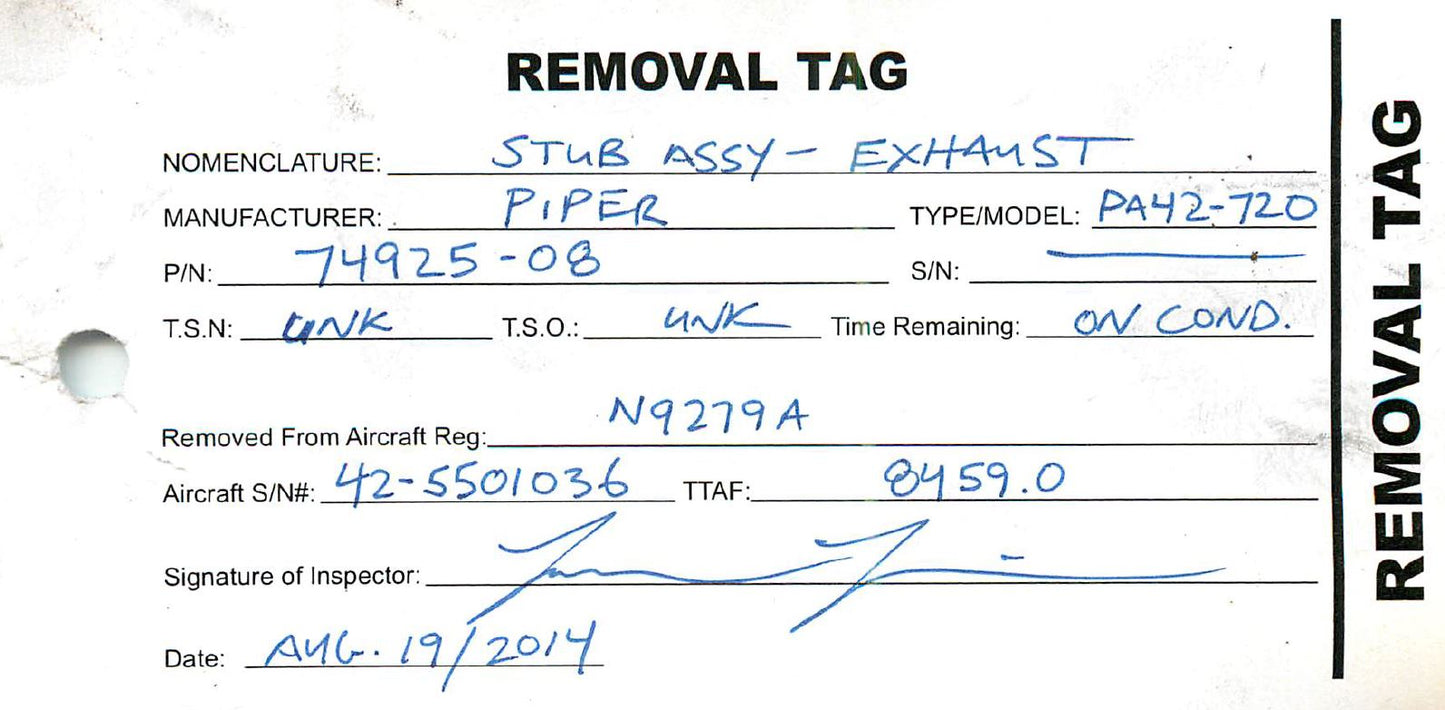 REMOVAL TAG
NOMENCLATURE: STUB ASSY - EXHAUST
MANUFACTURER: PIPER TYPE/MODEL: PA42-720
P/N: 74925-08 S/N: —
T.S.N: UNK T.S.O.: UNK Time Remaining: ON COND.
Removed From Aircraft Reg: N9279A
Aircraft S/N#: 42-5501036 TTAF: 8459.0
Signature of Inspector:
Date: AUG. 19/2014
REMOVAL TAG